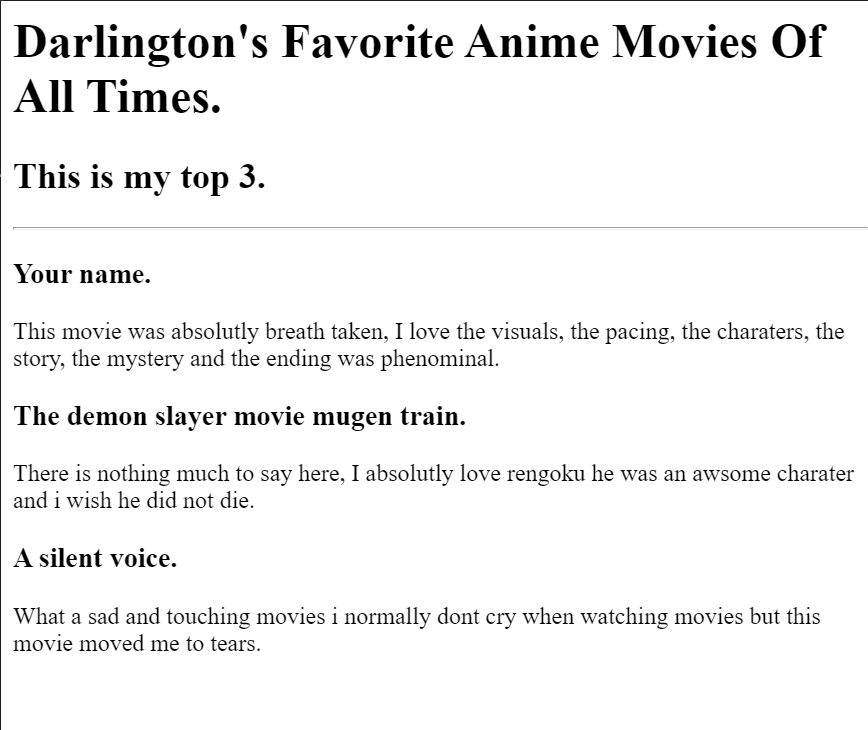 Darlington's Favorite Anime Movies Of
All Times.
This is my top 3.
Your name.
This movie was absolutly breath taken, I love the visuals, the pacing, the charaters, the
story, the mystery and the ending was phenominal.
The demon slayer movie mugen train.
There is nothing much to say here, I absolutly love rengoku he was an awsome charater
and i wish he did not die.
A silent voice.
What a sad and touching movies i normally dont cry when watching movies but this
movie moved me to tears.